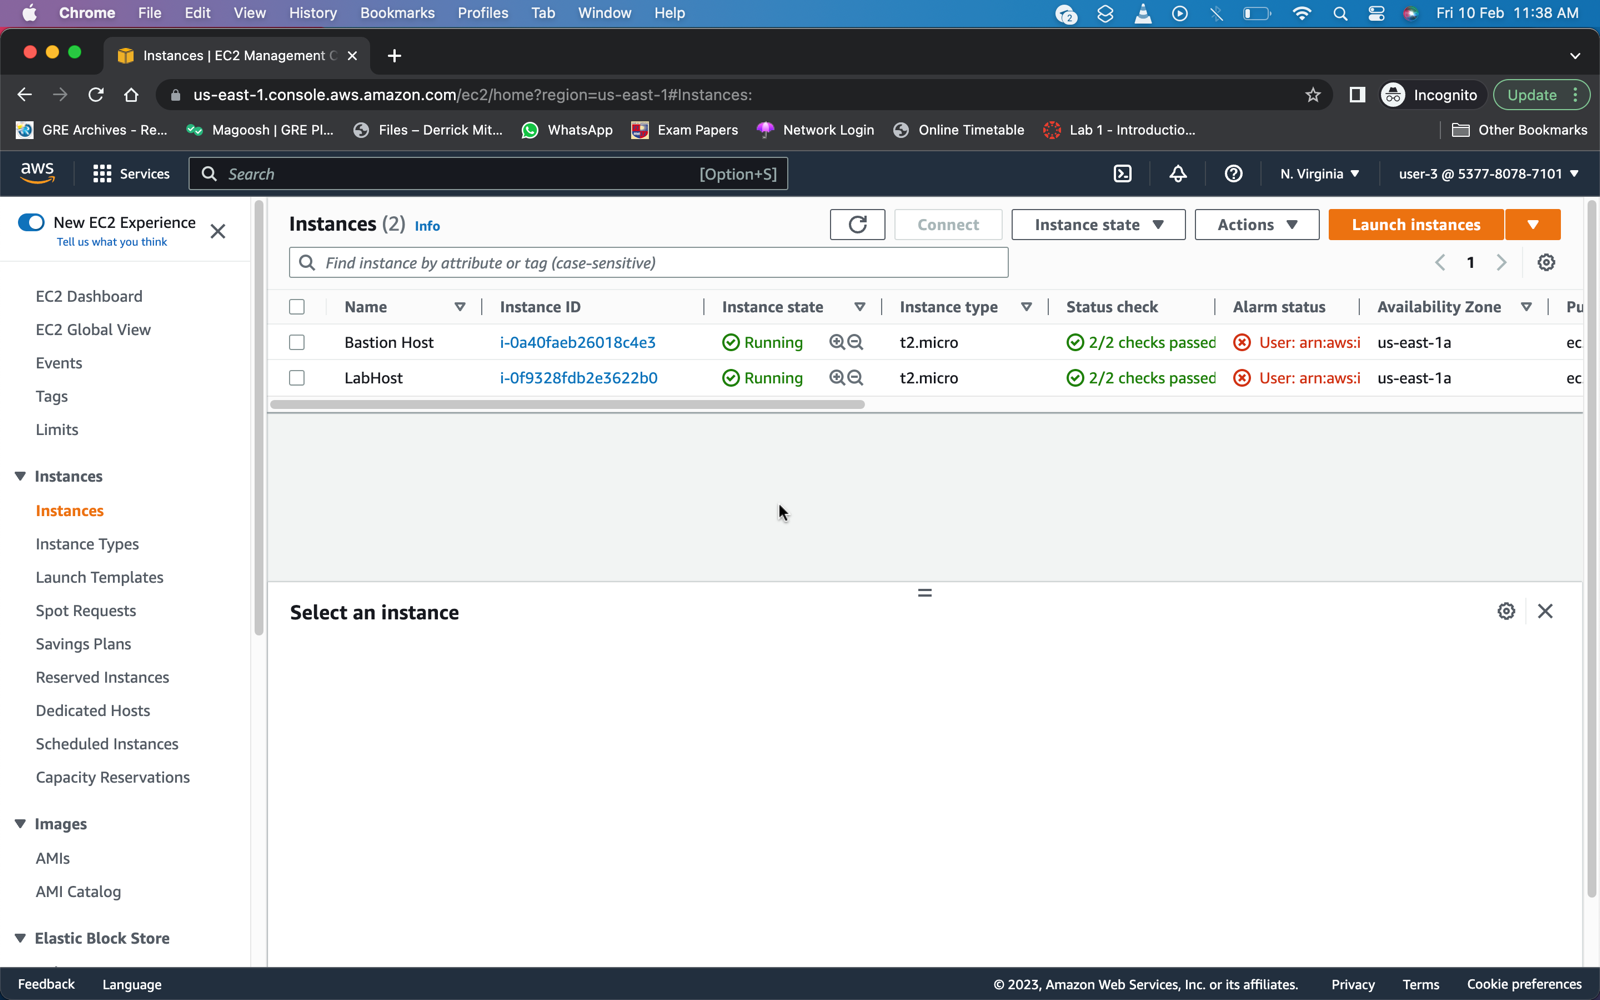 Chrome File Edit View History Bookmarks Profiles Tab Window Help 2 Fri 10 Feb 11:38 AM
Instances | EC2 Management C
us-east-1.console.aws.amazon.com/ec2/home?region=us-east-1#Instances: Incognito Update
GRE Archives - Re... Magoosh | GRE Pl... Files – Derrick Mit... WhatsApp Exam Papers Network Login Online Timetable Lab 1 - Introductio... Other Bookmarks
aws Services Search [Option+S] N. Virginia user-3 @ 5377-8078-7101
New EC2 Experience
Tell us what you think
EC2 Dashboard
EC2 Global View
Events
Tags
Limits
Instances
Instances
Instance Types
Launch Templates
Spot Requests
Savings Plans
Reserved Instances
Dedicated Hosts
Scheduled Instances
Capacity Reservations
Images
AMIs
AMI Catalog
Elastic Block Store
Instances (2) Info Connect Instance state Actions Launch instances
Find instance by attribute or tag (case-sensitive) 1
Name Instance ID Instance state Instance type Status check Alarm status Availability Zone Pu
Bastion Host i-0a40faeb26018c4e3 Running t2.micro 2/2 checks passed User: arn:aws:i us-east-1a ec
LabHost i-0f9328fdb2e3622b0 Running t2.micro 2/2 checks passed User: arn:aws:i us-east-1a ec
Select an instance
Feedback Language © 2023, Amazon Web Services, Inc. or its affiliates. Privacy Terms Cookie preferences